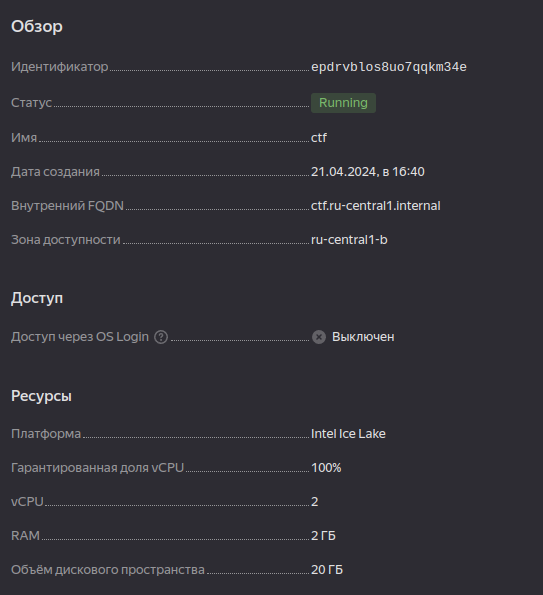 Обзор
Идентификатор epdrvblos8uo7qqkm34e
Статус Running
Имя ctf
Дата создания 21.04.2024, в 16:40
Внутренний FQDN ctf.ru-central1.internal
Зона доступности ru-central1-b
Доступ
Доступ через OS Login ? Выключен
Ресурсы
Платформа Intel Ice Lake
Гарантированная доля vCPU 100%
vCPU 2
RAM 2 ГБ
Объём дискового пространства 20 ГБ